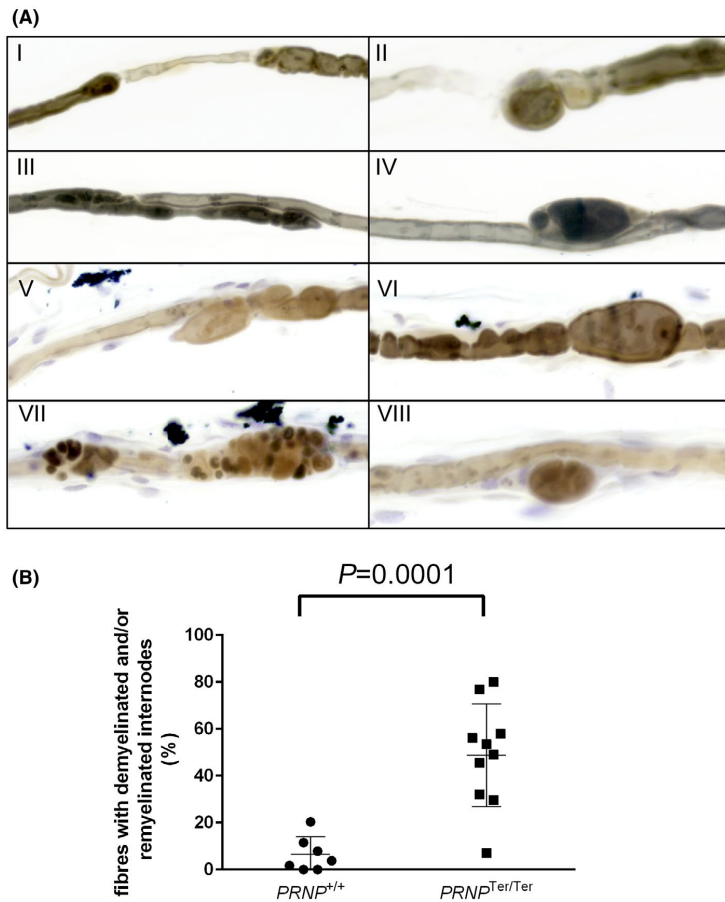 (A)
I
II
III
IV
V
VI
VII
VIII
(B)
P=0.0001
fibres with demyelinated and/or
remyelinated internodes
(%)
100
80
60
40
20
0
PRNP+/+
PRNPTer/Ter